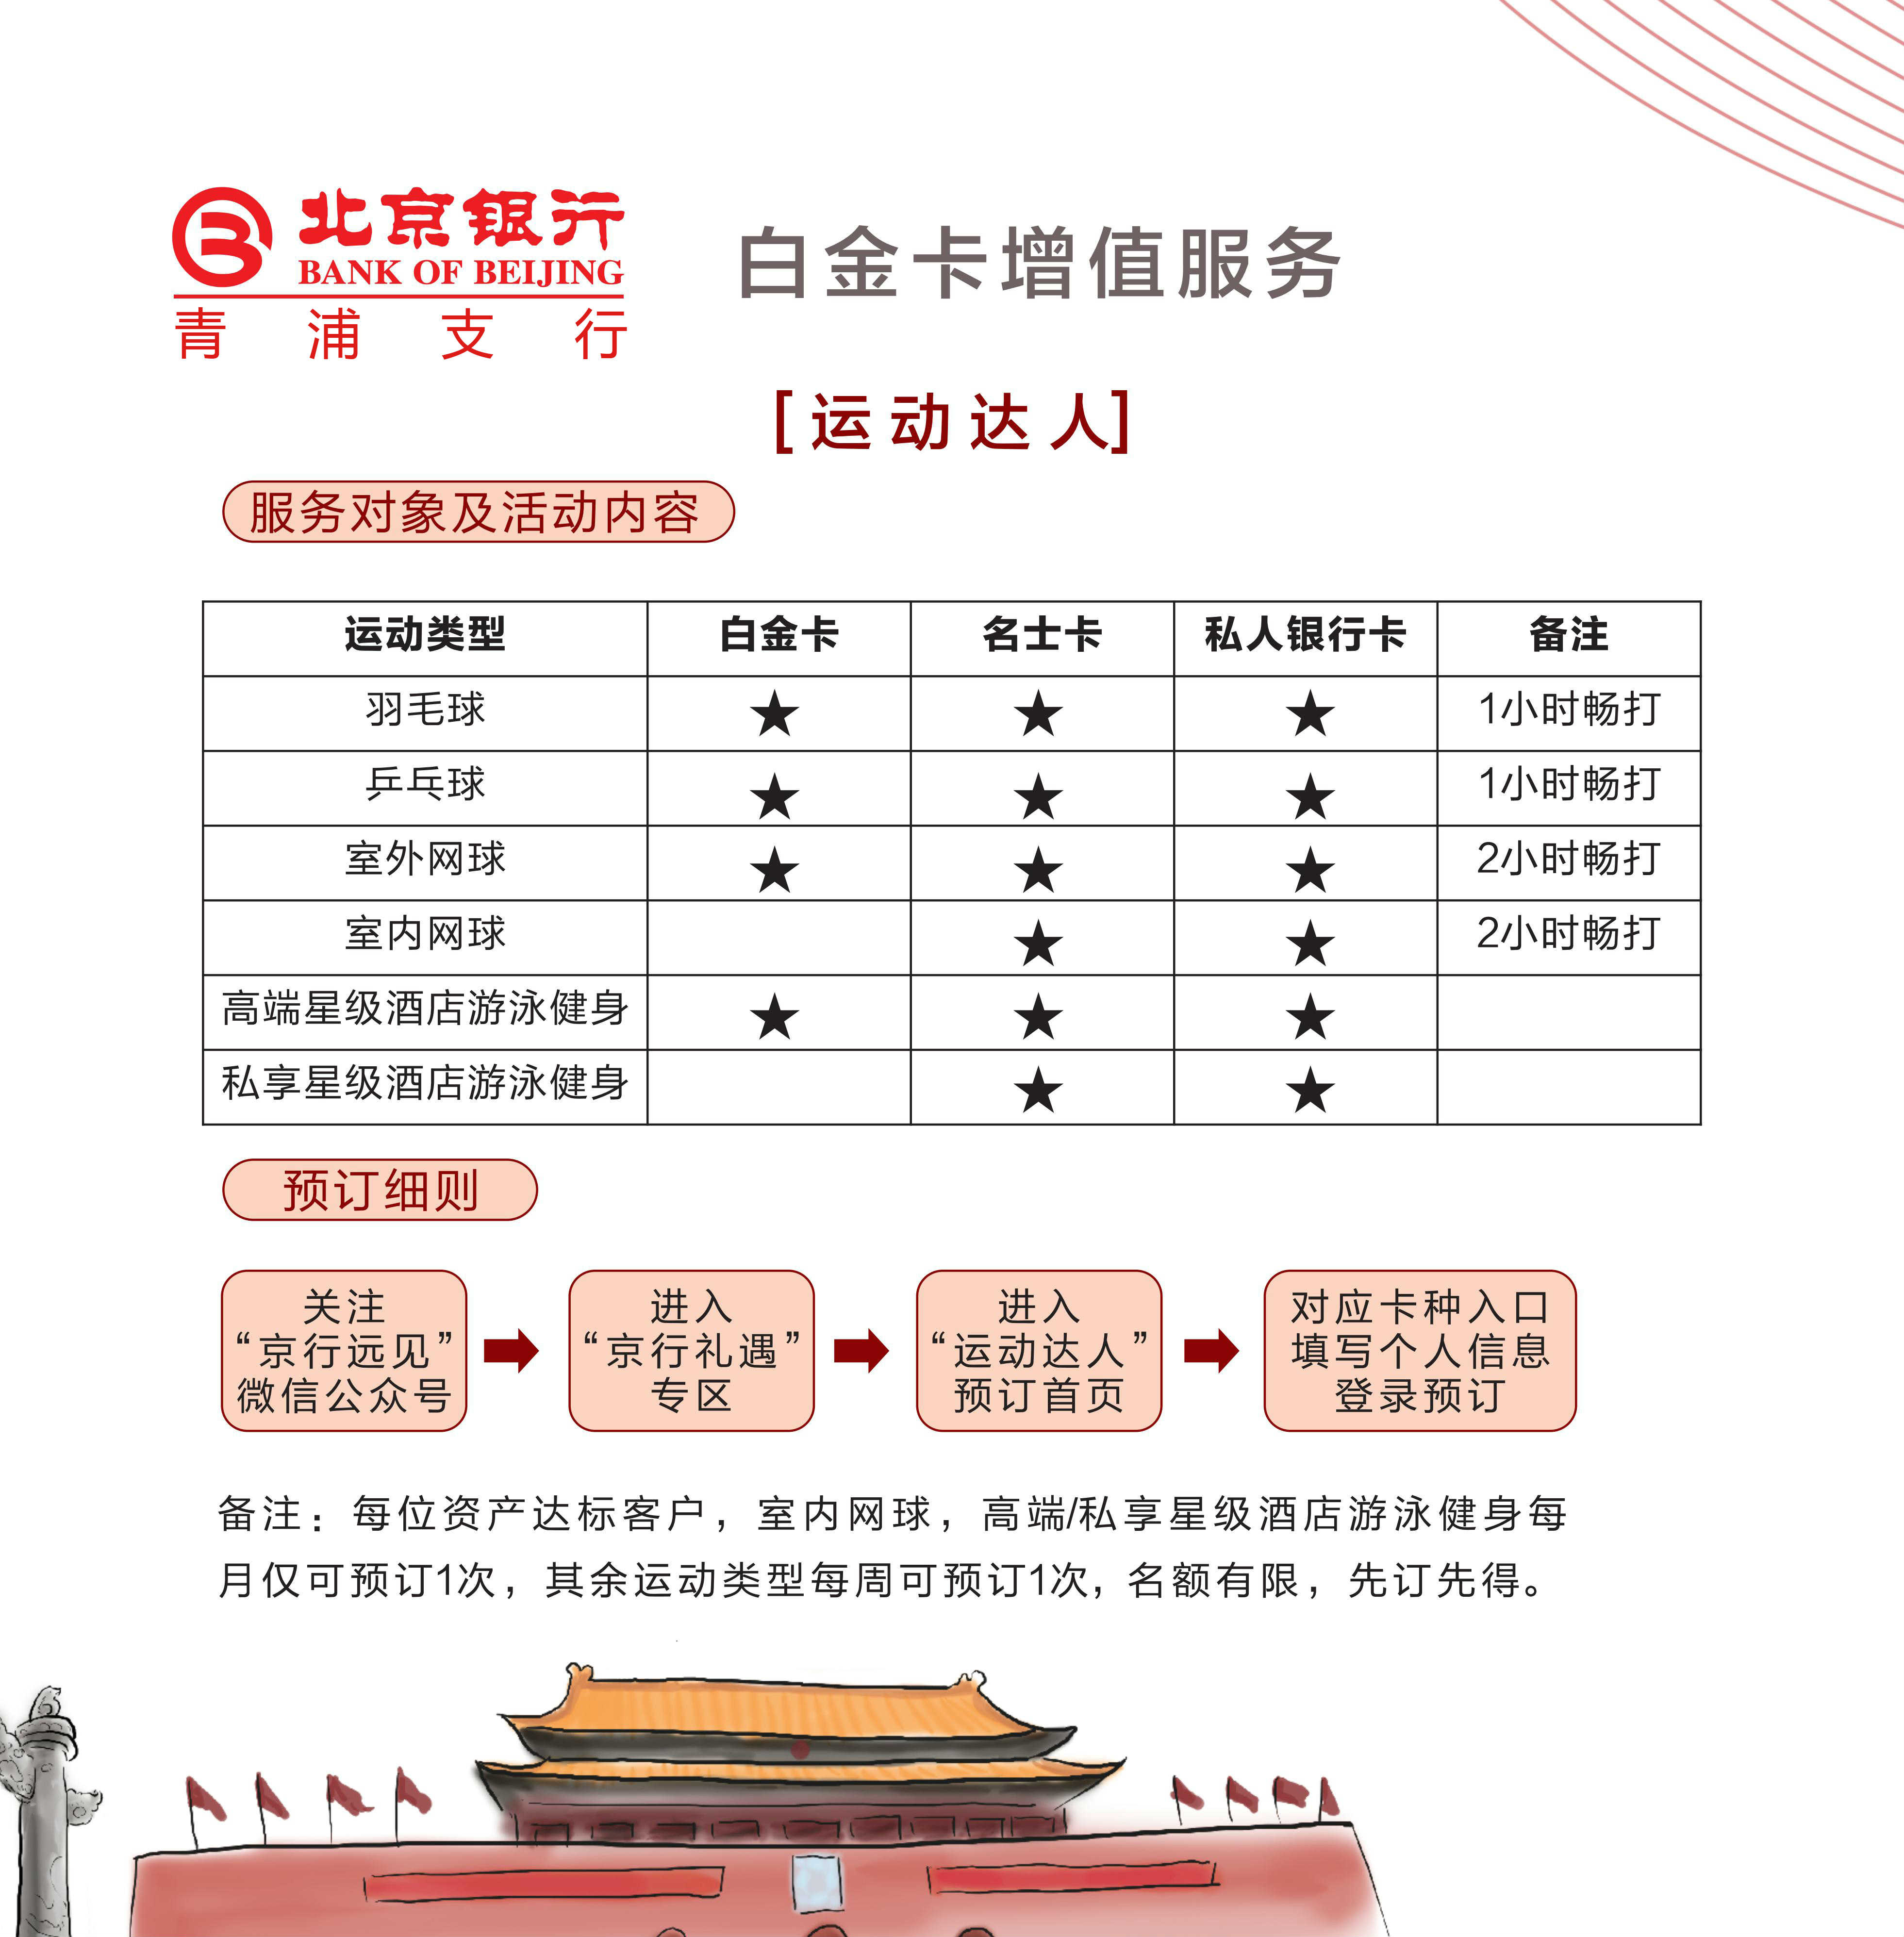 北京银行
BANK OF BEIJING
青浦支行
白金卡增值服务
[运动达人]
服务对象及活动内容
运动类型 白金卡 名士卡 私人银行卡 备注
羽毛球 ★ ★ ★ 1小时畅打
乒乓球 ★ ★ ★ 1小时畅打
室外网球 ★ ★ ★ 2小时畅打
室内网球 ★ ★ 2小时畅打
高端星级酒店游泳健身 ★ ★ ★
私享星级酒店游泳健身 ★ ★
预订细则
关注
“京行远见”
微信公众号
进入
“京行礼遇”
专区
进入
“运动达人”
预订首页
对应卡种入口
填写个人信息
登录预订
备注：每位资产达标客户，室内网球，高端/私享星级酒店游泳健身每
月仅可预订1次，其余运动类型每周可预订1次，名额有限，先订先得。